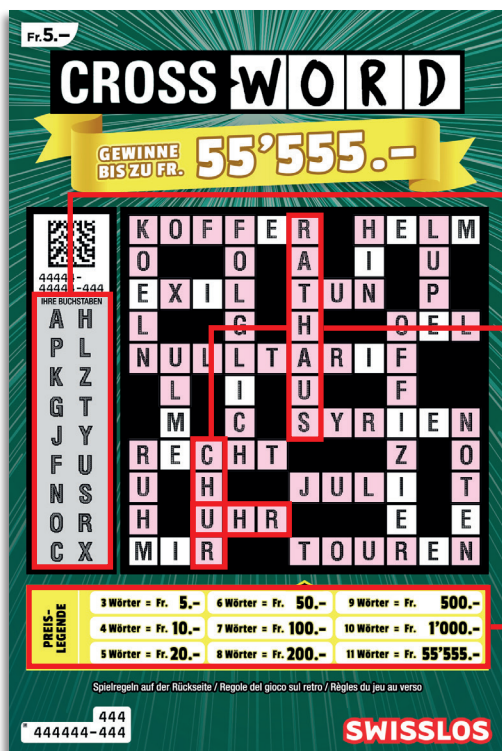 Fr.5.–
CROSSWORD
GEWINNE
BIS ZU FR. 55'555.–
44444-
44444-444
IHRE BUCHSTABEN
A H
P L
K Z
G T
J Y
F U
N S
O R
C X
K O F F E R H E L M
O O A I U
E X I L T U N P
L G H O E L
N U L L T A R I F
L I U F
M C S Y R I E N
R E C H T Z O
U H J U L I T
H U H R E E
M I R T O U R E N
PREIS-
LEGENDE
3 Wörter = Fr. 5.– 6 Wörter = Fr. 50.– 9 Wörter = Fr. 500.–
4 Wörter = Fr. 10.– 7 Wörter = Fr. 100.– 10 Wörter = Fr. 1'000.–
5 Wörter = Fr. 20.– 8 Wörter = Fr. 200.– 11 Wörter = Fr. 55'555.–
Spielregeln auf der Rückseite / Regole del gioco sul retro / Règles du jeu au verso
444
444444-444
SWISSLOS